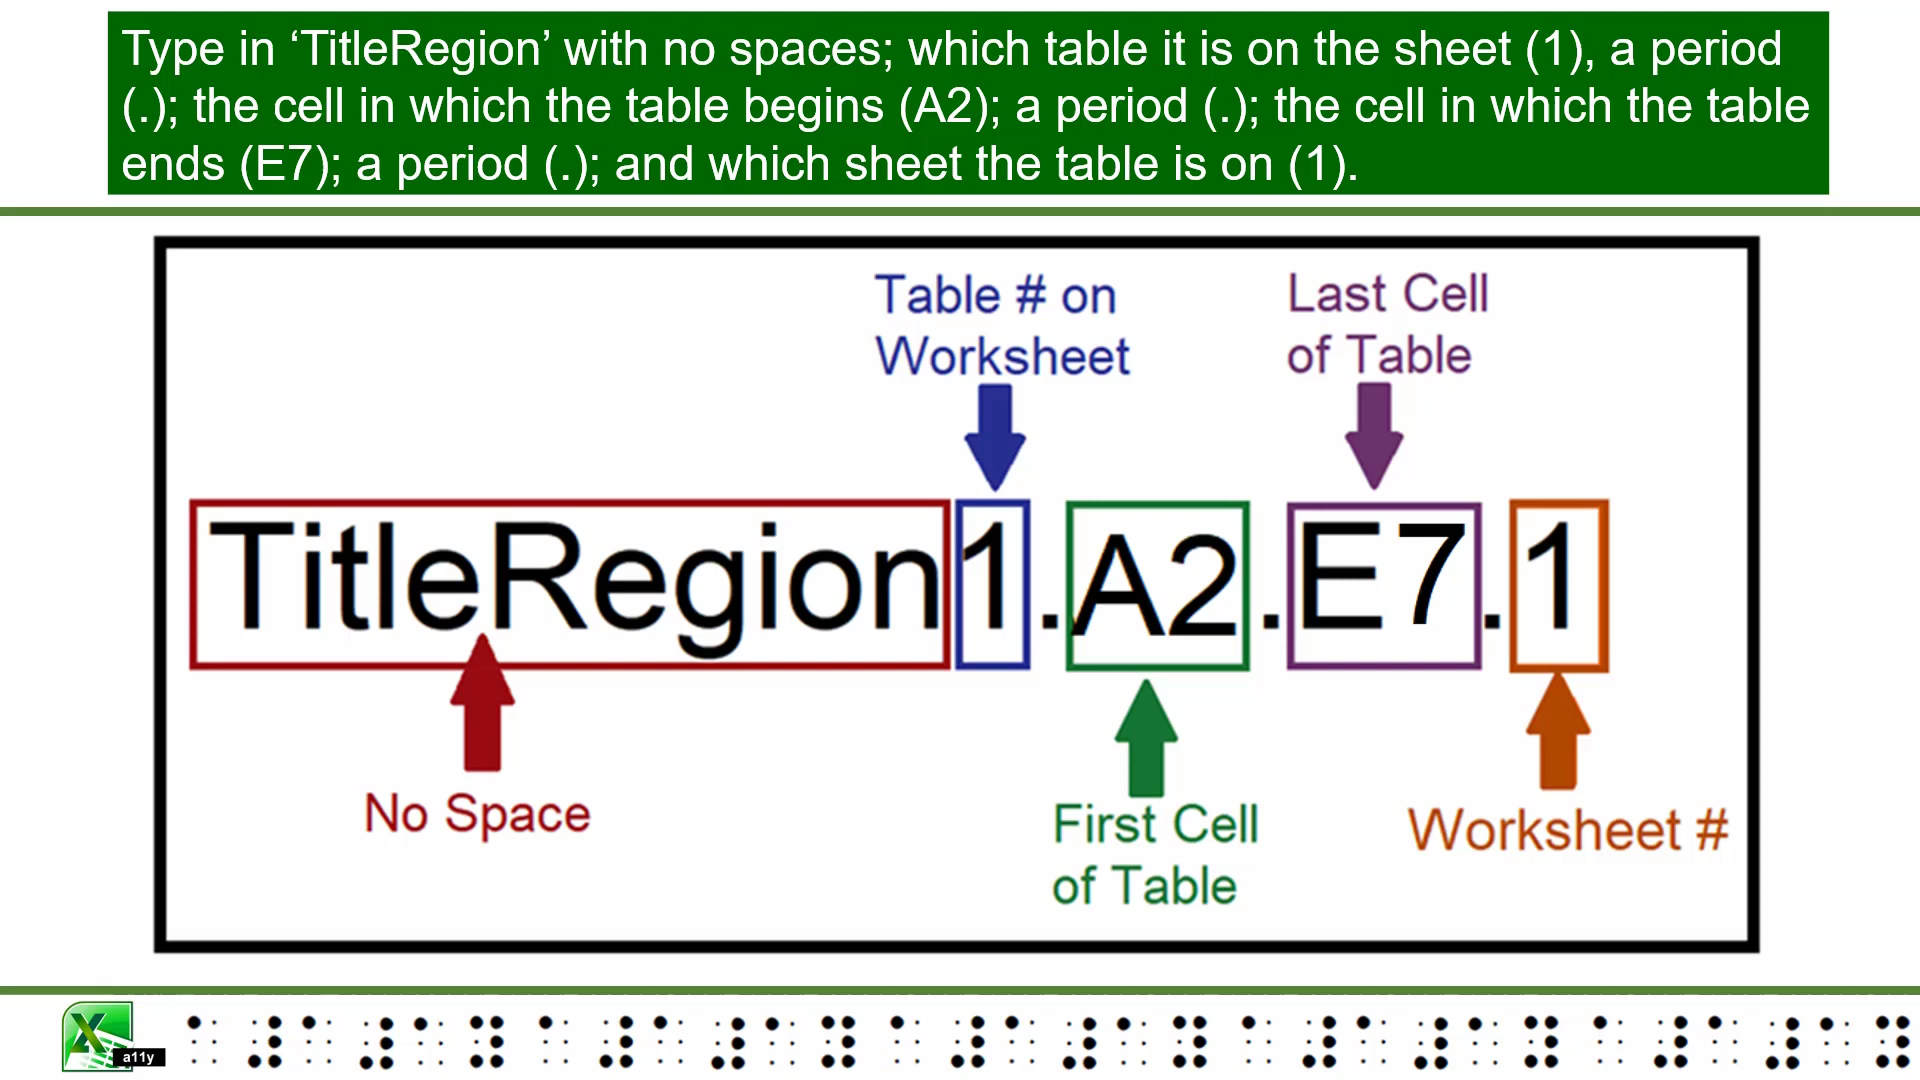 Type in ‘TitleRegion’ with no spaces; which table it is on the sheet (1), a period
(.); the cell in which the table begins (A2); a period (.); the cell in which the table
ends (E7); a period (.); and which sheet the table is on (1).
Table # on
Worksheet
Last Cell
of Table
TitleRegion1.A2.E7.1
No Space
First Cell
of Table
Worksheet #
X
a11y